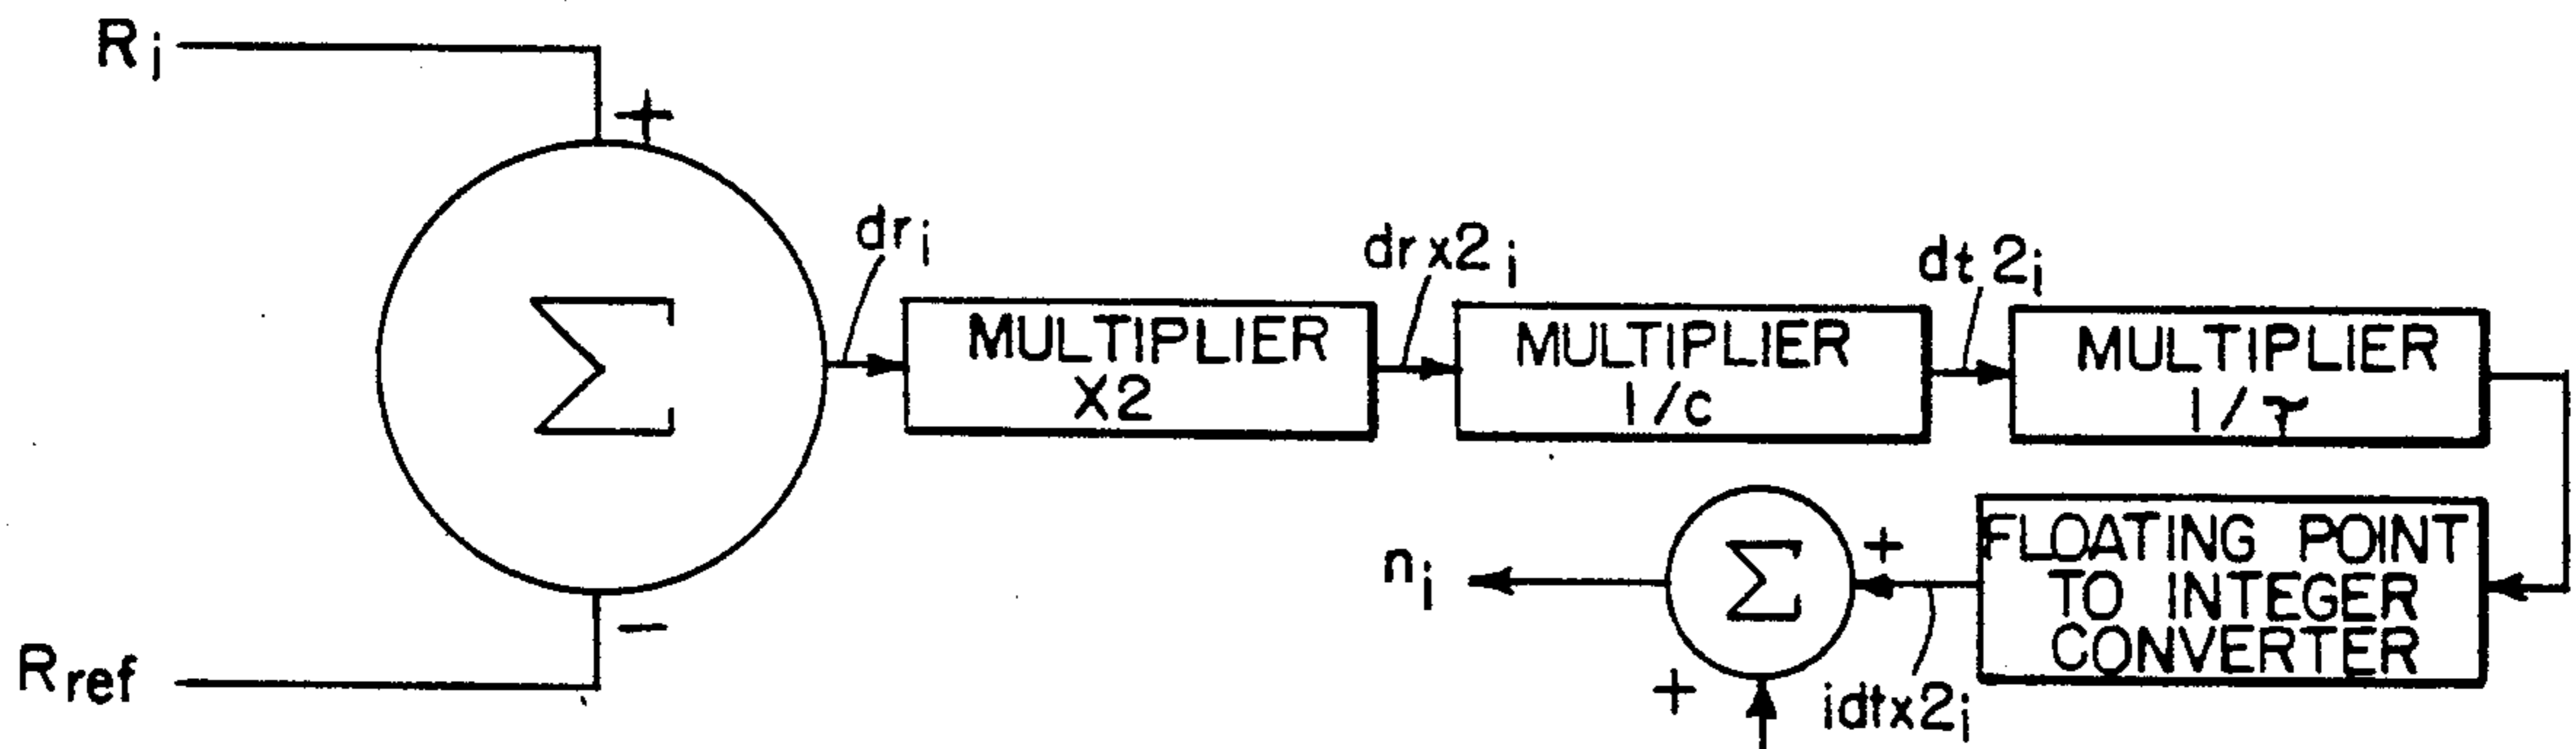 Rj
+
Σ
−
Rref
dri
MULTIPLIER
X2
drx2i
MULTIPLIER
1/c
dt2i
MULTIPLIER
1/τ
FLOATING POINT
TO INTEGER
CONVERTER
idtx2i
+
Σ
+
ni